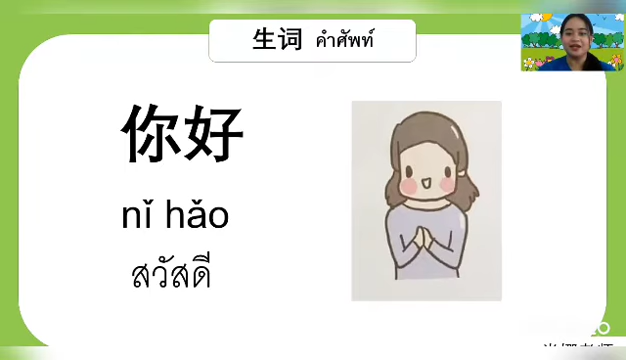 生词 คำศัพท์
你好
nǐ hǎo
สวัสดี